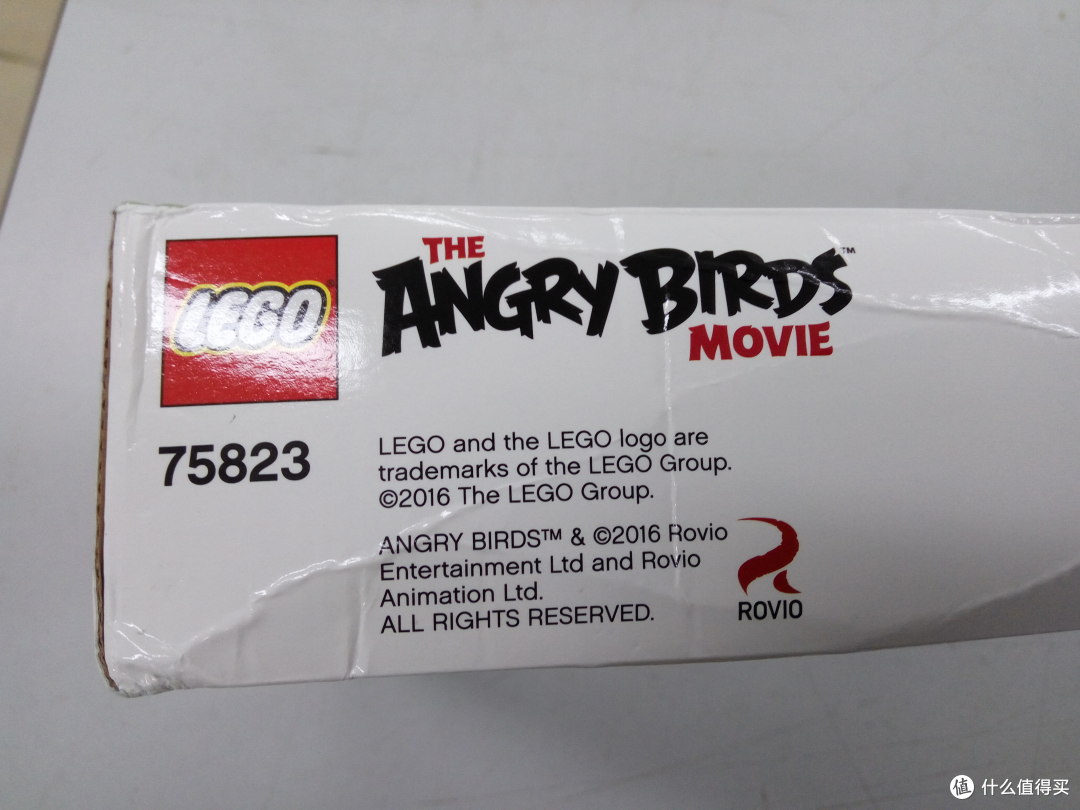 LEGO
THE
ANGRY BIRDS™
MOVIE
75823
LEGO and the LEGO logo are
trademarks of the LEGO Group.
©2016 The LEGO Group.
ANGRY BIRDS™ & ©2016 Rovio
Entertainment Ltd and Rovio
Animation Ltd.
ALL RIGHTS RESERVED.
ROVIO
值 什么值得买